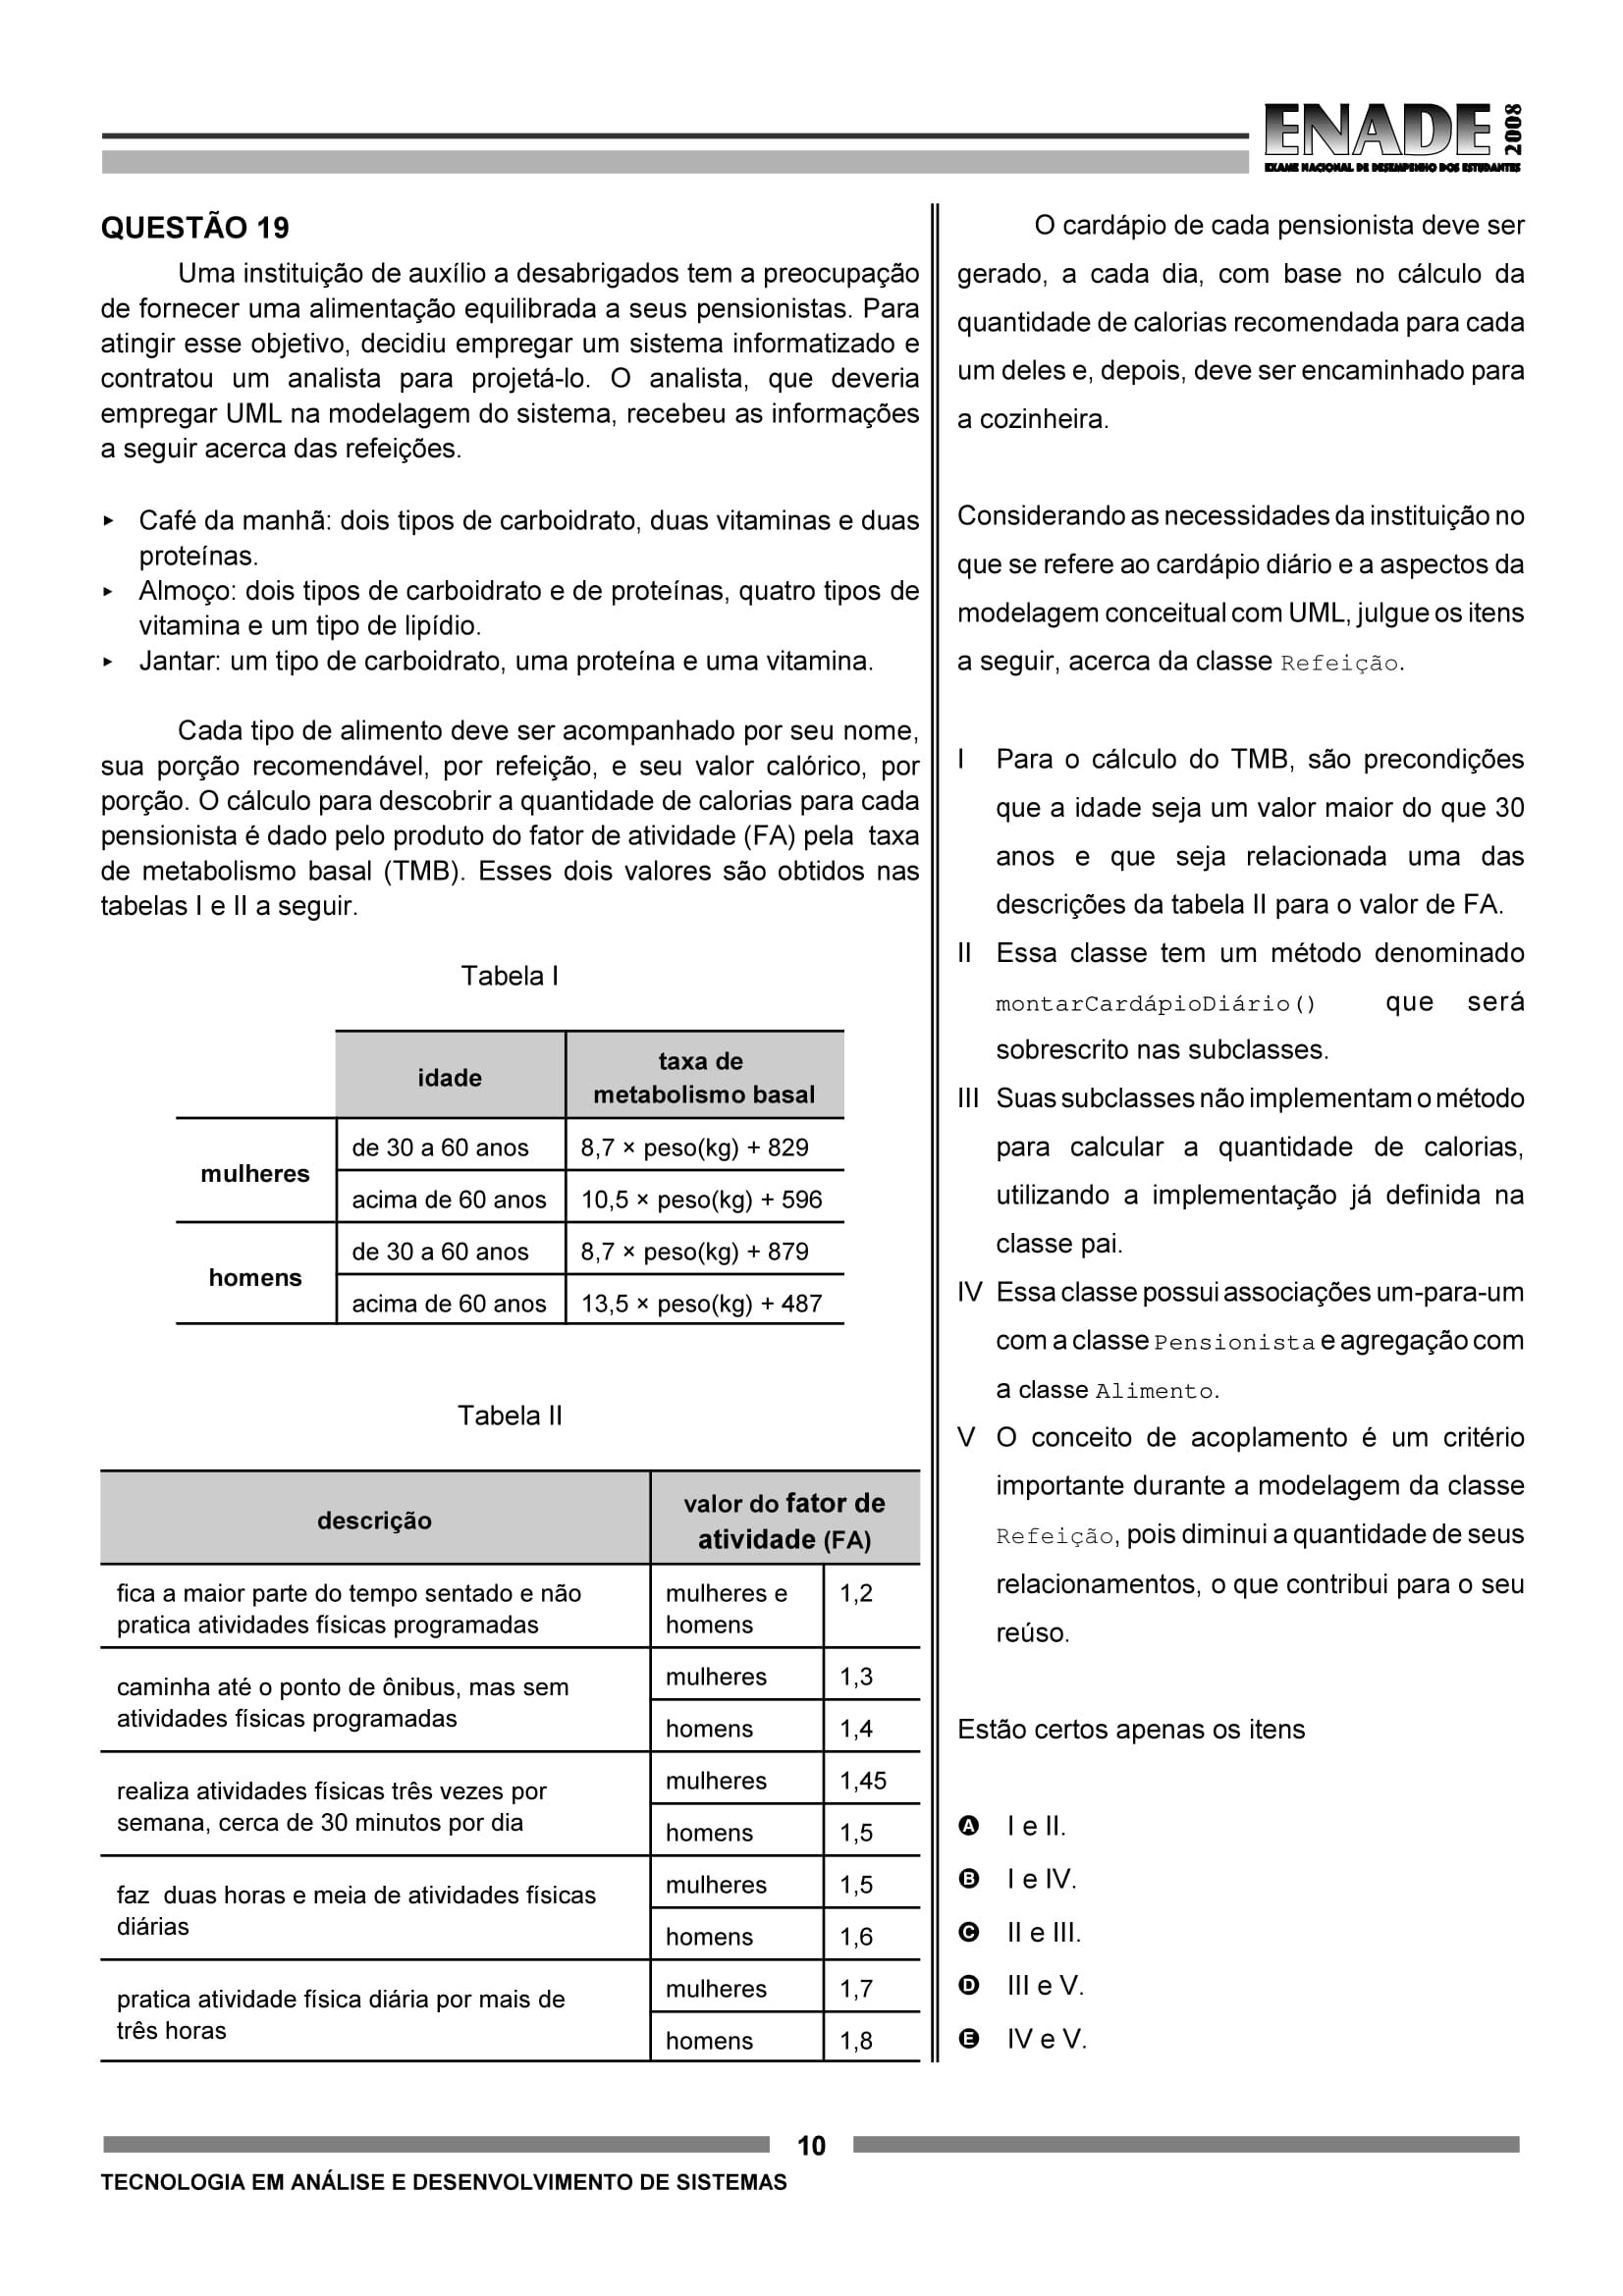 ENADE 2008
EXAME NACIONAL DE DESEMPENHO DOS ESTUDANTES
QUESTÃO 19
Uma instituição de auxílio a desabrigados tem a preocupação
de fornecer uma alimentação equilibrada a seus pensionistas. Para
atingir esse objetivo, decidiu empregar um sistema informatizado e
contratou um analista para projetá-lo. O analista, que deveria
empregar UML na modelagem do sistema, recebeu as informações
a seguir acerca das refeições.
‣ Café da manhã: dois tipos de carboidrato, duas vitaminas e duas
proteínas.
‣ Almoço: dois tipos de carboidrato e de proteínas, quatro tipos de
vitamina e um tipo de lipídio.
‣ Jantar: um tipo de carboidrato, uma proteína e uma vitamina.
Cada tipo de alimento deve ser acompanhado por seu nome,
sua porção recomendável, por refeição, e seu valor calórico, por
porção. O cálculo para descobrir a quantidade de calorias para cada
pensionista é dado pelo produto do fator de atividade (FA) pela taxa
de metabolismo basal (TMB). Esses dois valores são obtidos nas
tabelas I e II a seguir.
Tabela I
idade
taxa de
metabolismo basal
mulheres
de 30 a 60 anos 8,7 × peso(kg) + 829
acima de 60 anos 10,5 × peso(kg) + 596
homens
de 30 a 60 anos 8,7 × peso(kg) + 879
acima de 60 anos 13,5 × peso(kg) + 487
Tabela II
descrição
valor do fator de
atividade (FA)
fica a maior parte do tempo sentado e não
pratica atividades físicas programadas
mulheres e
homens
1,2
caminha até o ponto de ônibus, mas sem
atividades físicas programadas
mulheres 1,3
homens 1,4
realiza atividades físicas três vezes por
semana, cerca de 30 minutos por dia
mulheres 1,45
homens 1,5
faz duas horas e meia de atividades físicas
diárias
mulheres 1,5
homens 1,6
pratica atividade física diária por mais de
três horas
mulheres 1,7
homens 1,8
O cardápio de cada pensionista deve ser
gerado, a cada dia, com base no cálculo da
quantidade de calorias recomendada para cada
um deles e, depois, deve ser encaminhado para
a cozinheira.
Considerando as necessidades da instituição no
que se refere ao cardápio diário e a aspectos da
modelagem conceitual com UML, julgue os itens
a seguir, acerca da classe Refeição.
I Para o cálculo do TMB, são precondições
que a idade seja um valor maior do que 30
anos e que seja relacionada uma das
descrições da tabela II para o valor de FA.
II Essa classe tem um método denominado
montarCardápioDiário() que será
sobrescrito nas subclasses.
III Suas subclasses não implementam o método
para calcular a quantidade de calorias,
utilizando a implementação já definida na
classe pai.
IV Essa classe possui associações um-para-um
com a classe Pensionista e agregação com
a classe Alimento.
V O conceito de acoplamento é um critério
importante durante a modelagem da classe
Refeição, pois diminui a quantidade de seus
relacionamentos, o que contribui para o seu
reúso.
Estão certos apenas os itens
A I e II.
B I e IV.
C II e III.
D III e V.
E IV e V.
10
TECNOLOGIA EM ANÁLISE E DESENVOLVIMENTO DE SISTEMAS